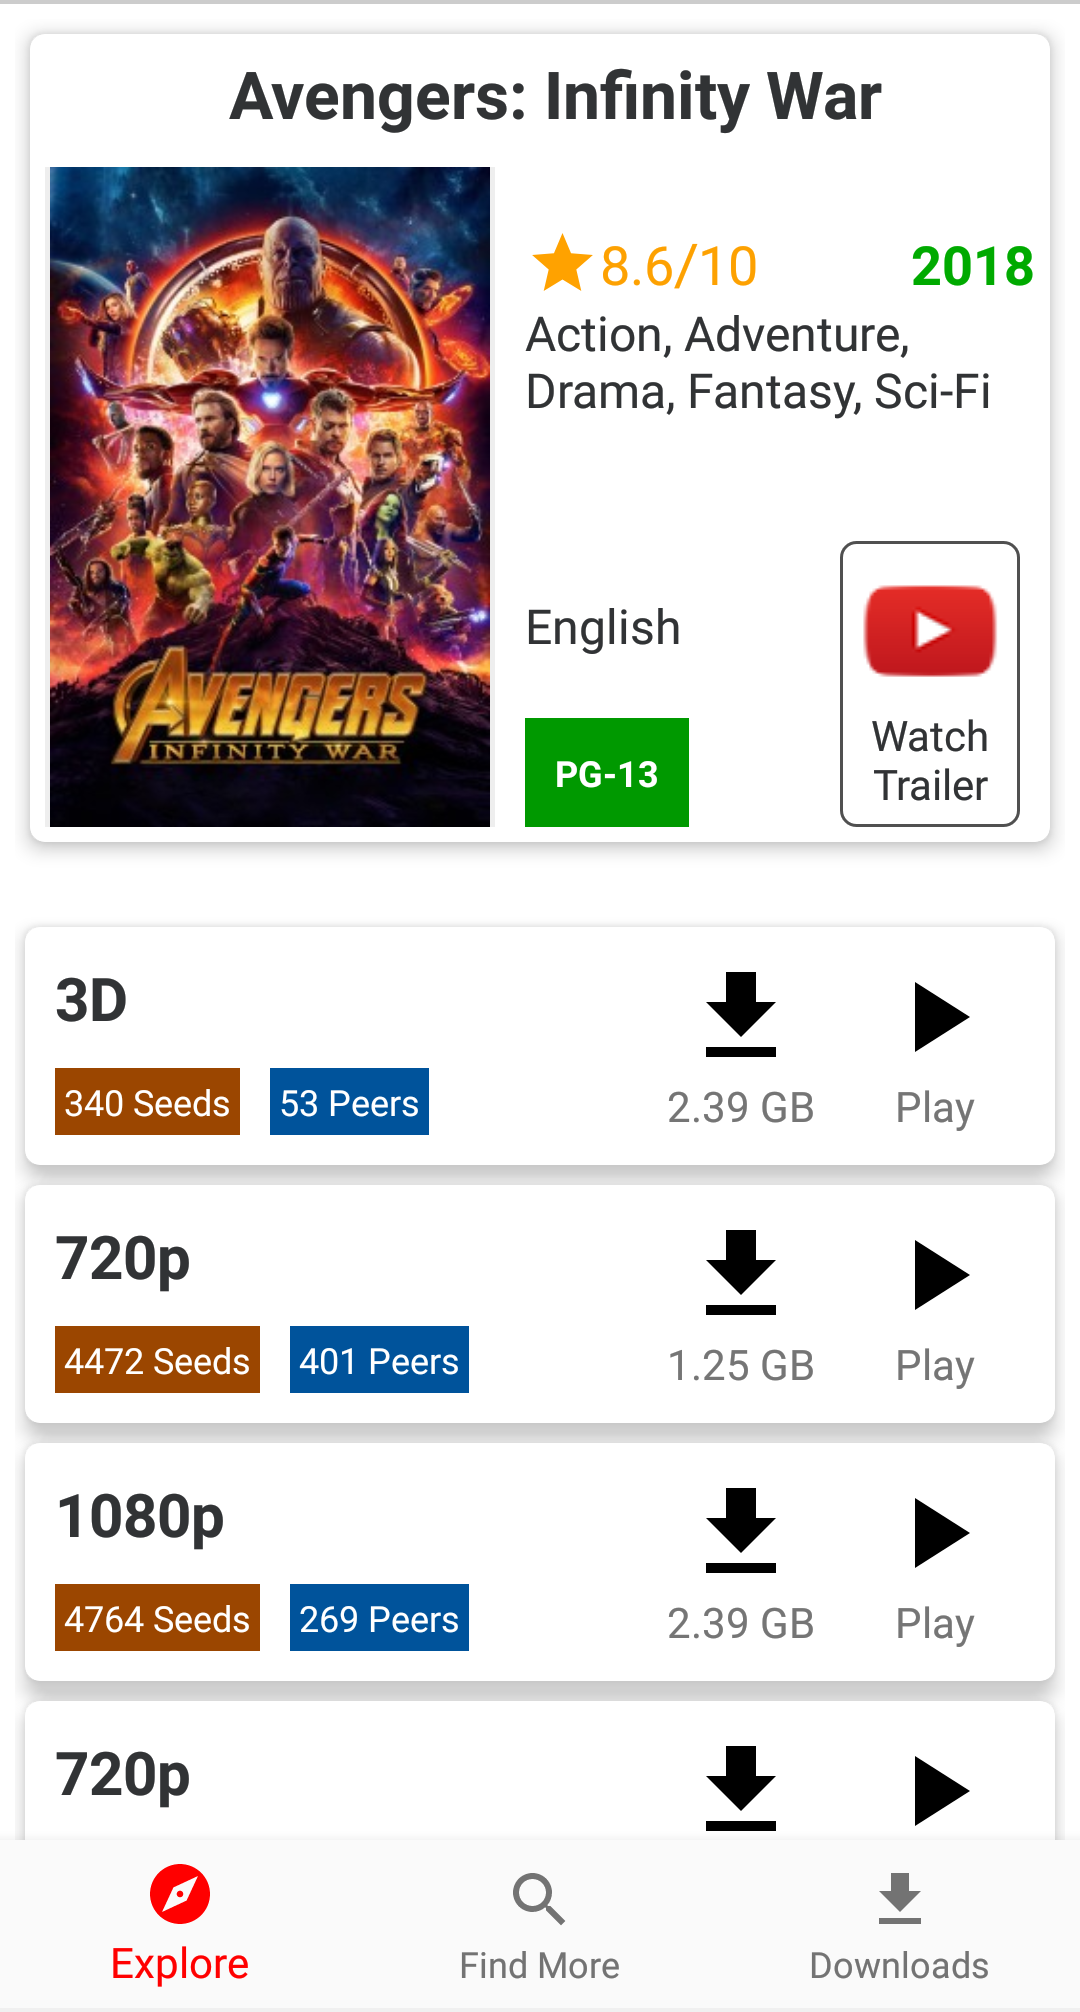 Avengers: Infinity War
8.6/10
2018
Action, Adventure,
Drama, Fantasy, Sci-Fi
English
PG-13
Watch
Trailer
AVENGERS
INFINITY WAR
3D
340 Seeds
53 Peers
2.39 GB
Play
720p
4472 Seeds
401 Peers
1.25 GB
Play
1080p
4764 Seeds
269 Peers
2.39 GB
Play
720p
Explore
Find More
Downloads